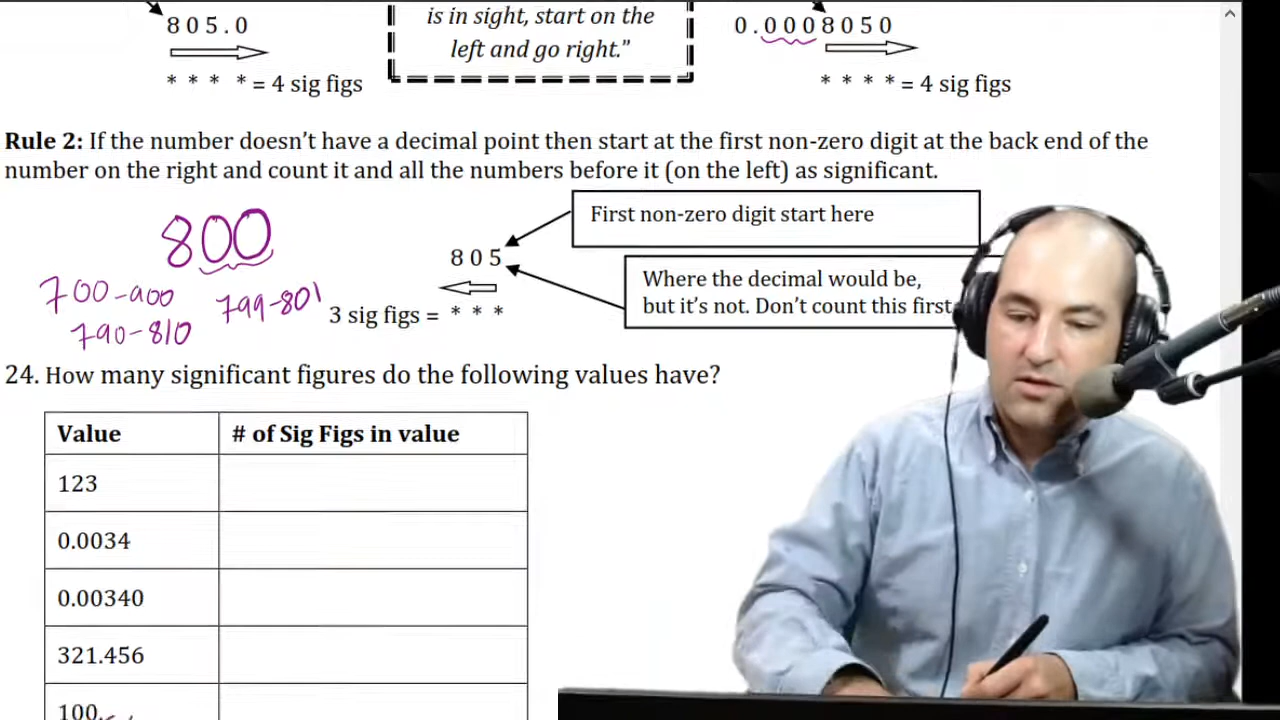 805.0
* * * * = 4 sig figs
is in sight, start on the
left and go right."
0.0008050
* * * * = 4 sig figs
Rule 2: If the number doesn't have a decimal point then start at the first non-zero digit at the back end of the
number on the right and count it and all the numbers before it (on the left) as significant.
800
700-900
790-810
799-801
805
3 sig figs = * * *
First non-zero digit start here
Where the decimal would be,
but it's not. Don't count this first
24. How many significant figures do the following values have?
Value # of Sig Figs in value
123
0.0034
0.00340
321.456
100.